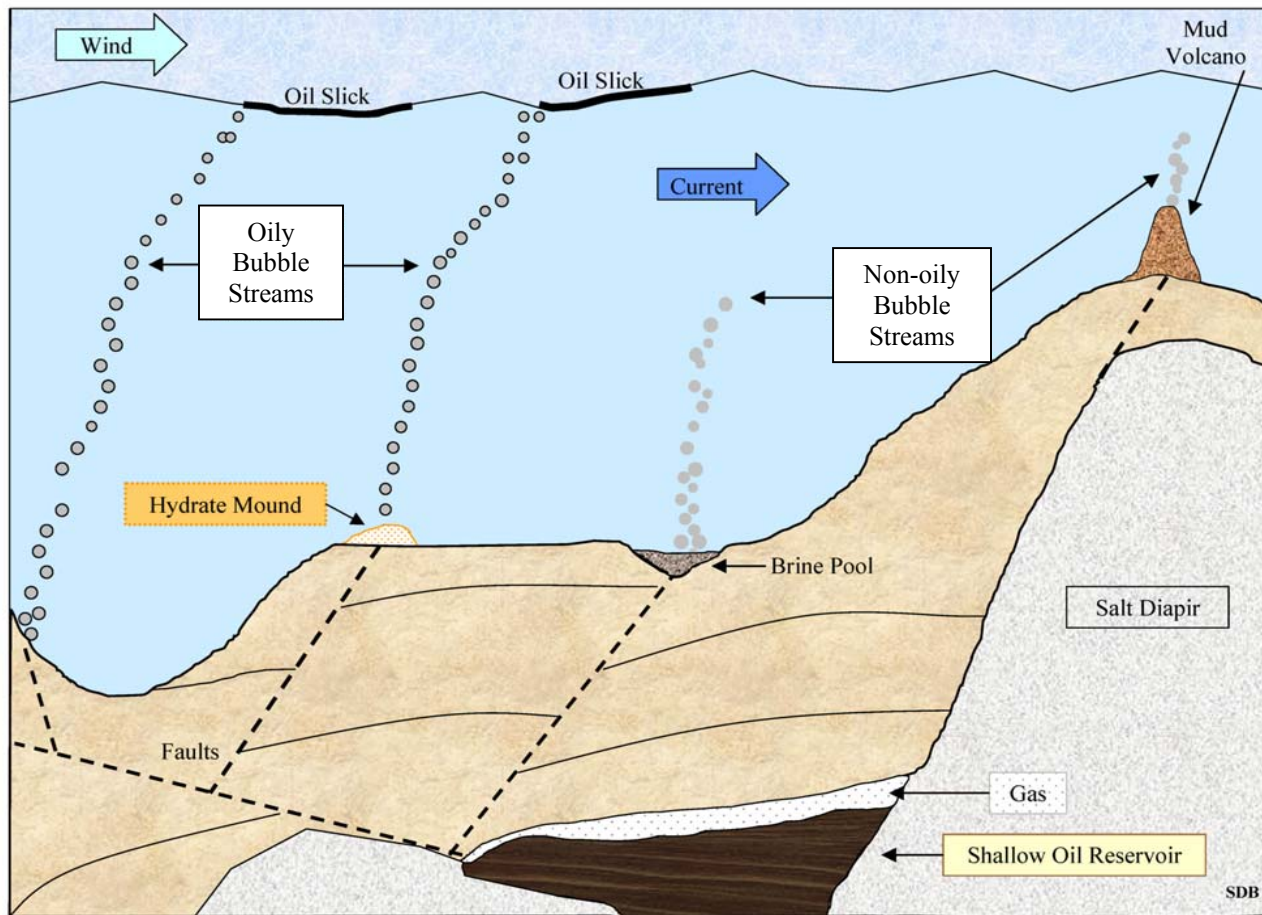 Wind
Mud
Volcano
Oil Slick
Oil Slick
Current
Oily
Bubble
Streams
Non-oily
Bubble
Streams
Hydrate Mound
Brine Pool
Salt Diapir
Faults
Gas
Shallow Oil Reservoir
SDB